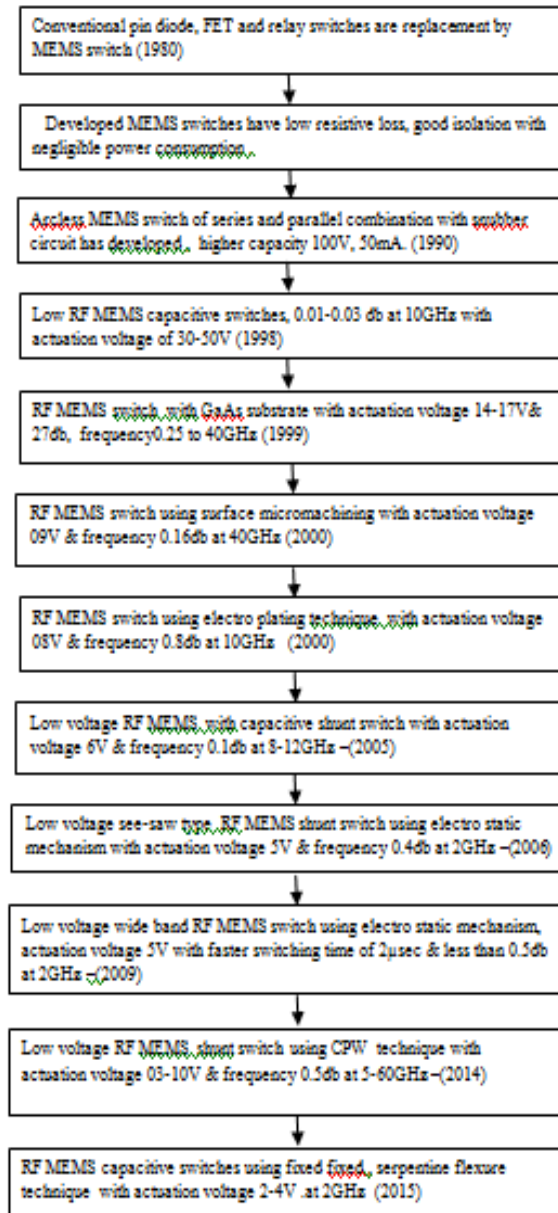 Conventional pin diode, FET and relay switches are replacement by
MEMS switch (1980)
Developed MEMS switches have low resistive loss, good isolation with
negligible power consumption.
Arcless MEMS switch of series and parallel combination with snubber
circuit has developed , higher capacity 100V, 50mA. (1990)
Low RF MEMS capacitive switches, 0.01-0.03 db at 10GHz with
actuation voltage of 30-50V (1998)
RF MEMS switch with GaAs substrate with actuation voltage 14-17V&
27db, frequency0.25 to 40GHz (1999)
RF MEMS switch using surface micromachining with actuation voltage
09V & frequency 0.16db at 40GHz (2000)
RF MEMS switch using electro plating technique with actuation voltage
08V & frequency 0.8db at 10GHz (2000)
Low voltage RF MEMS with capacitive shunt switch with actuation
voltage 6V & frequency 0.1db at 8-12GHz –(2005)
Low voltage see-saw type RF MEMS shunt switch using electro static
mechanism with actuation voltage 5V & frequency 0.4db at 2GHz –(2006)
Low voltage wide band RF MEMS switch using electro static mechanism,
actuation voltage 5V with faster switching time of 2µsec & less than 0.5db
at 2GHz –(2009)
Low voltage RF MEMS shunt switch using CPW technique with
actuation voltage 03-10V & frequency 0.5db at 5-60GHz –(2014)
RF MEMS capacitive switches using fixed fixed, serpentine flexure
technique with actuation voltage 2-4V .at 2GHz (2015)